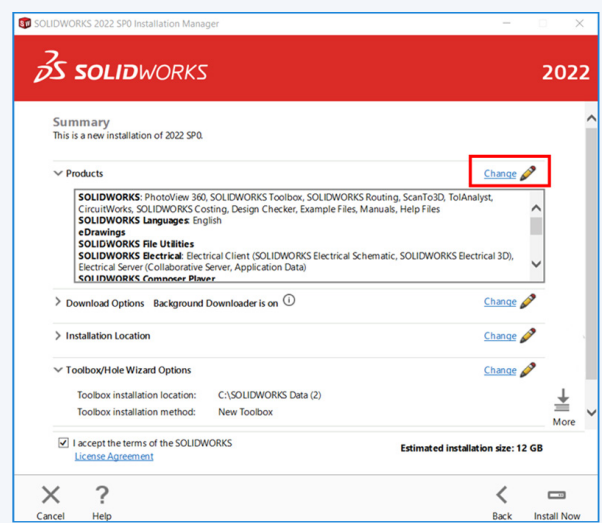 SOLIDWORKS 2022 SP0 Installation Manager
SOLIDWORKS
2022
Summary
This is a new installation of 2022 SP0.
Products
Change
SOLIDWORKS: PhotoView 360, SOLIDWORKS Toolbox, SOLIDWORKS Routing, ScanTo3D, TolAnalyst,
CircuitWorks, SOLIDWORKS Costing, Design Checker, Example Files, Manuals, Help Files
SOLIDWORKS Languages: English
eDrawings
SOLIDWORKS File Utilities
SOLIDWORKS Electrical: Electrical Client (SOLIDWORKS Electrical Schematic, SOLIDWORKS Electrical 3D),
Electrical Server (Collaborative Server, Application Data)
SOLIDWORKS Composer Player
Download Options Background Downloader is on
Change
Installation Location
Change
Toolbox/Hole Wizard Options
Change
Toolbox installation location: C:\SOLIDWORKS Data (2)
Toolbox installation method: New Toolbox
More
I accept the terms of the SOLIDWORKS
License Agreement
Estimated installation size: 12 GB
Cancel
Help
Back
Install Now